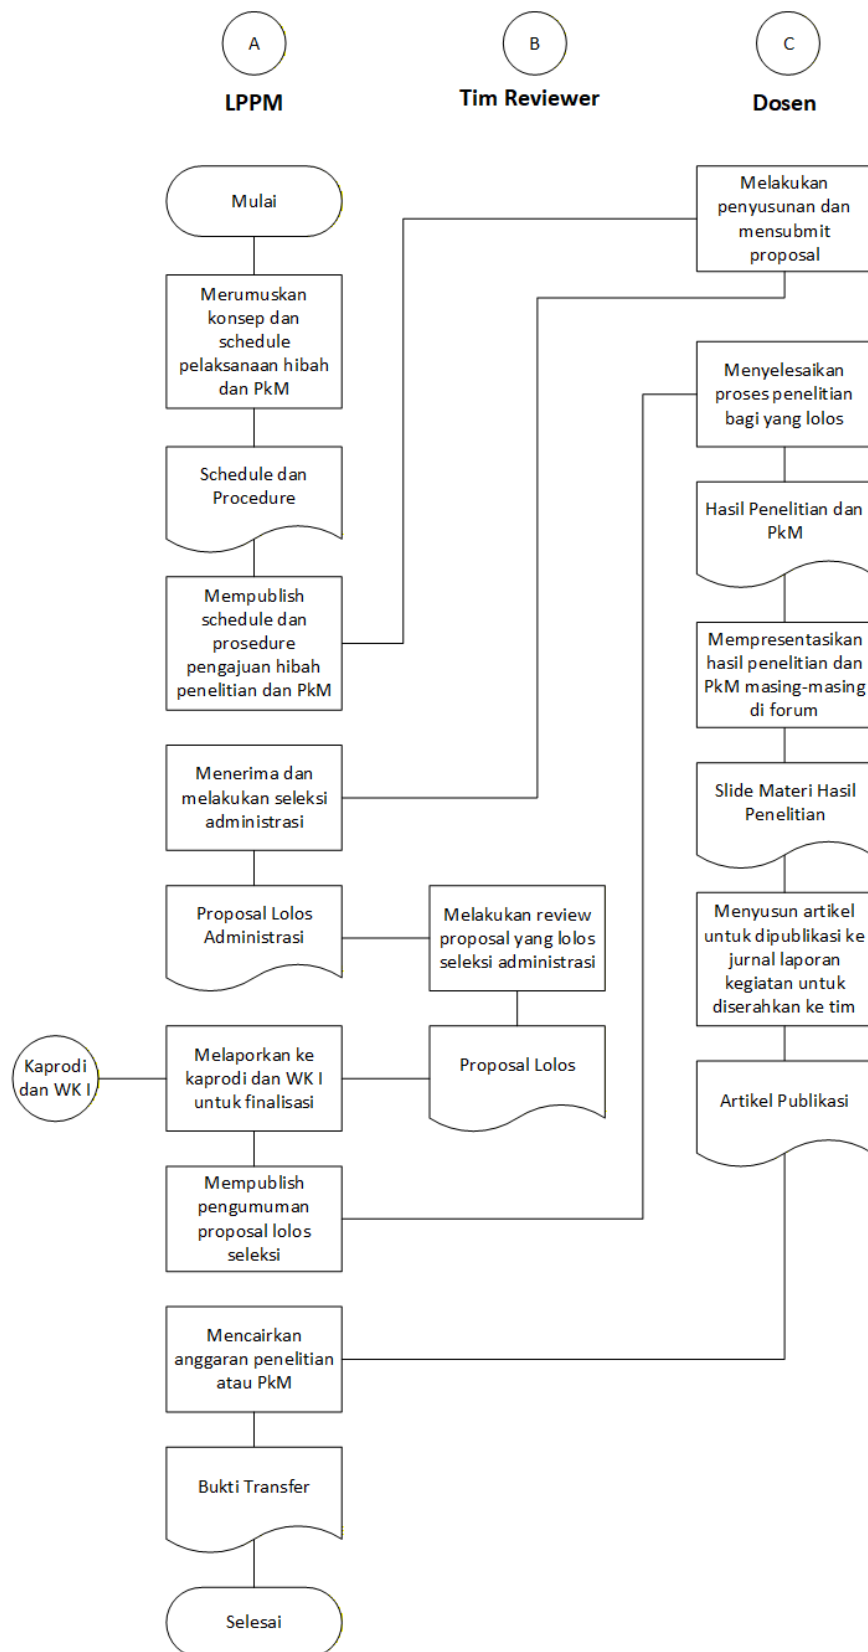 A
B
C
LPPM
Tim Reviewer
Dosen
Mulai
Melakukan
penyusunan dan
mensubmit
proposal
Merumuskan
konsep dan
schedule
pelaksanaan hibah
dan PkM
Menyelesaikan
proses penelitian
bagi yang lolos
Schedule dan
Procedure
Hasil Penelitian dan
PkM
Mempublish
schedule dan
prosedure
pengajuan hibah
penelitian dan PkM
Mempresentasikan
hasil penelitian dan
PkM masing-masing
di forum
Menerima dan
melakukan seleksi
administrasi
Slide Materi Hasil
Penelitian
Proposal Lolos
Administrasi
Melakukan review
proposal yang lolos
seleksi administrasi
Menyusun artikel
untuk dipublikasi ke
jurnal laporan
kegiatan untuk
diserahkan ke tim
Kaprodi
dan WK I
Melaporkan ke
kaprodi dan WK I
untuk finalisasi
Proposal Lolos
Artikel Publikasi
Mempublish
pengumuman
proposal lolos
seleksi
Mencairkan
anggaran penelitian
atau PkM
Bukti Transfer
Selesai